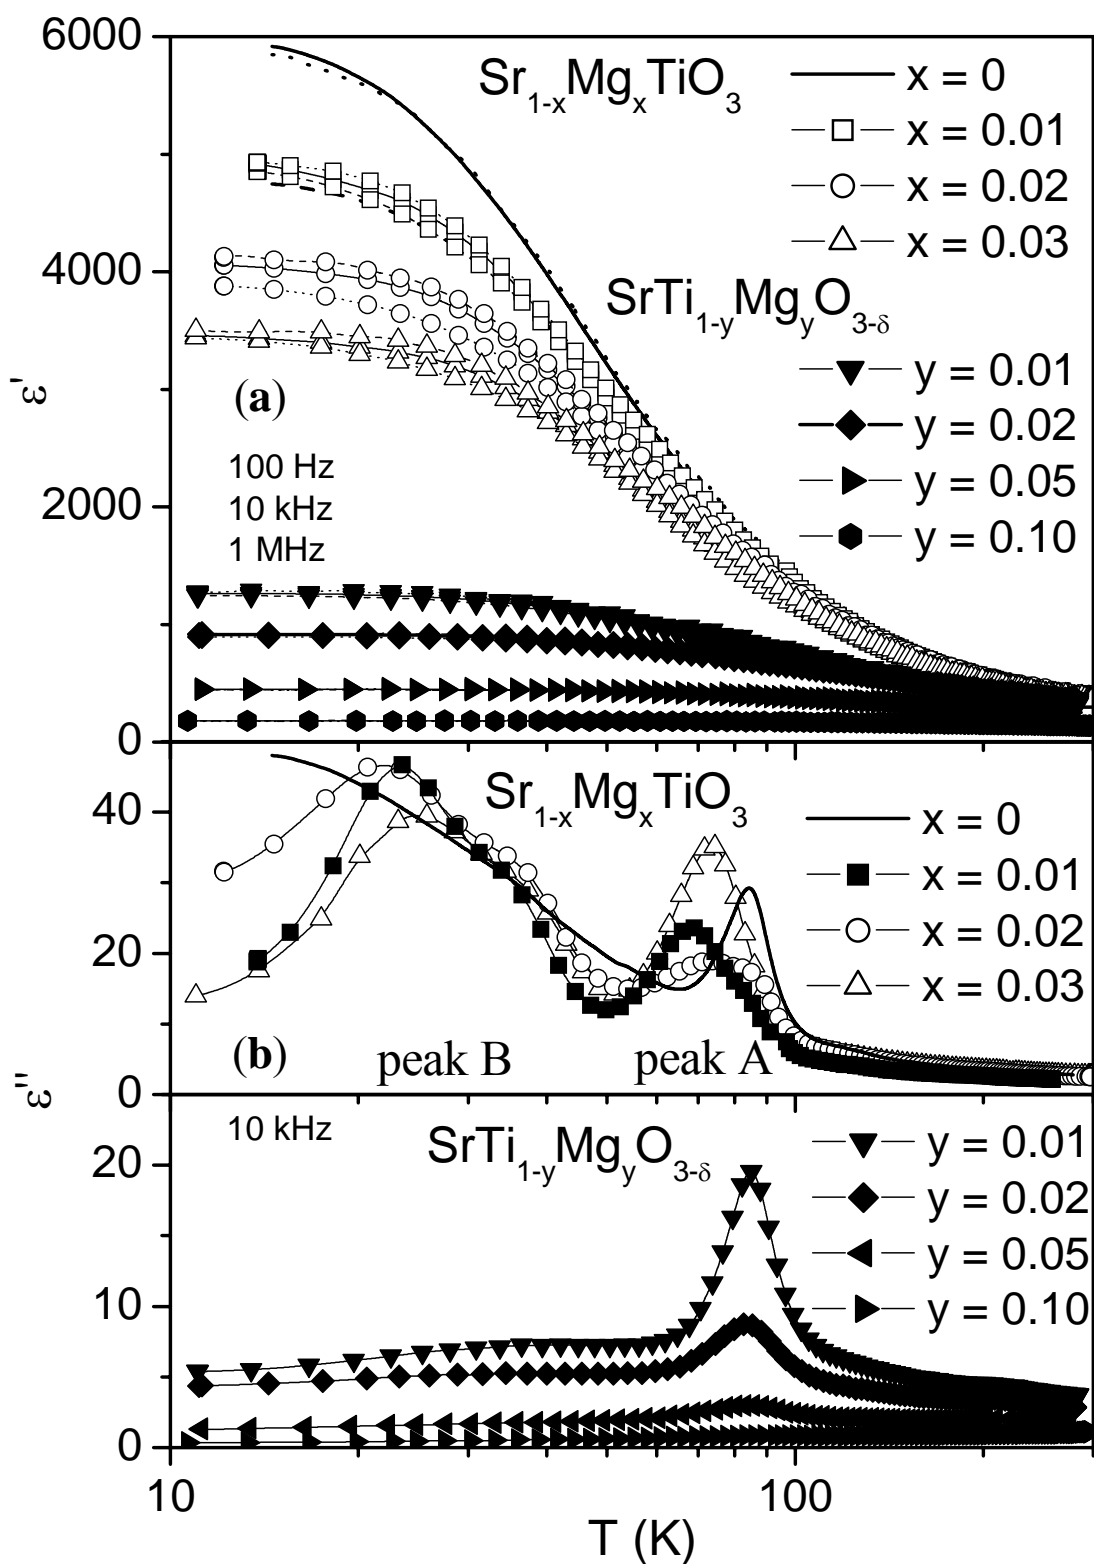 6000
Sr1-xMgxTiO3
x = 0
x = 0.01
x = 0.02
x = 0.03
4000
SrTi1-yMgyO3-δ
y = 0.01
y = 0.02
y = 0.05
y = 0.10
ε'
(a)
100 Hz
10 kHz
1 MHz
2000
0
40
Sr1-xMgxTiO3
x = 0
x = 0.01
x = 0.02
x = 0.03
20
(b)
peak B
peak A
0
ε''
10 kHz
SrTi1-yMgyO3-δ
y = 0.01
y = 0.02
y = 0.05
y = 0.10
20
10
0
10
100
T (K)